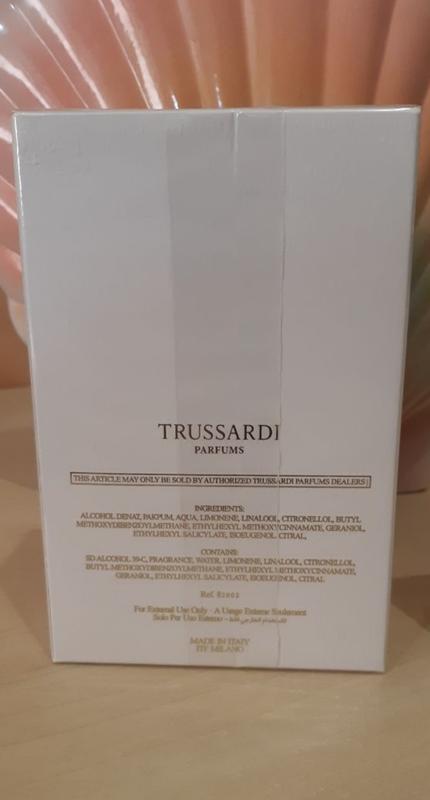 TRUSSARDI
PARFUMS
THIS ARTICLE MAY ONLY BE SOLD BY AUTHORIZED TRUSSARDI PARFUMS DEALERS
INGREDIENTS:
ALCOHOL DENAT, PARFUM, AQUA, LIMONENE, LINALOOL, CITRONELLOL, BUTYL
METHOXYDIBENZOYLMETHANE, ETHYLHEXYL METHOXYCINNAMATE, GERANIOL,
ETHYLHEXYL SALICYLATE, ISOEUGENOL, CITRAL,
CONTAINS:
SD ALCOHOL 39-C, FRAGRANCE, WATER, LIMONENE, LINALOOL, CITRONELLOL,
BUTYL METHOXYDIBENZOYLMETHANE, ETHYLHEXYL METHOXYCINNAMATE,
GERANIOL, ETHYLHEXYL SALICYLATE, ISOEUGENOL, CITRAL
Ref.
For External Use Only - A Usage Externe Seulement
Solo Per Uso Esterno -
MADE IN ITALY
ITF MILANO